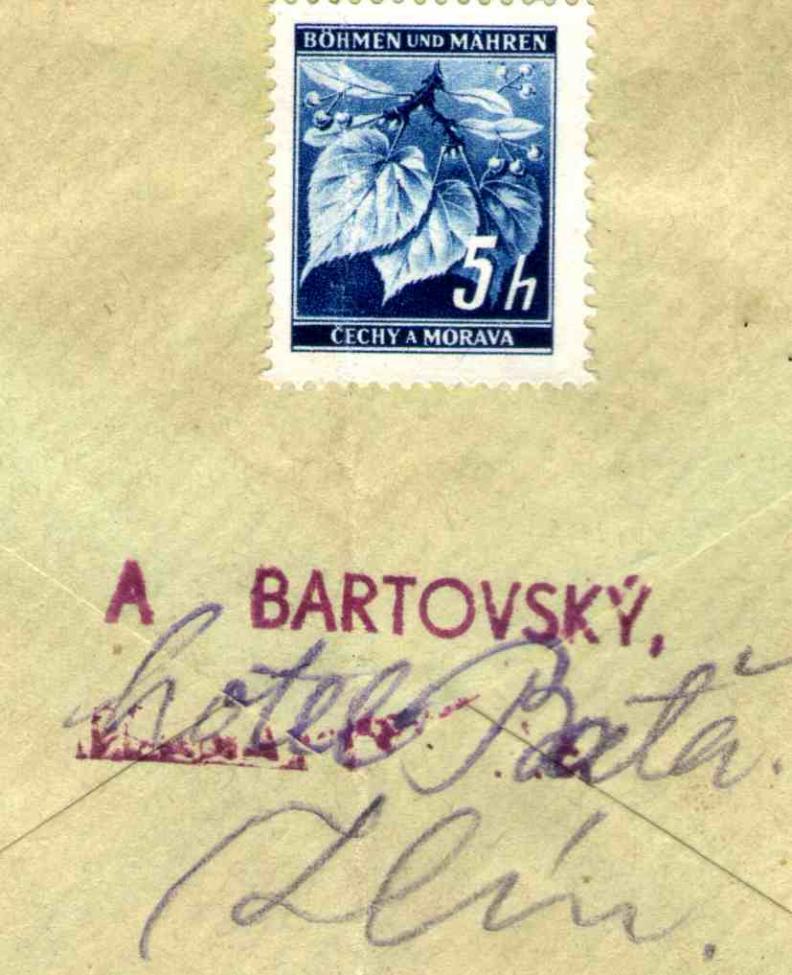 BÖHMEN UND MÄHREN
5 h
ČECHY A MORAVA
A BARTOVSKÝ,
hotel Baťa.
Zlín.